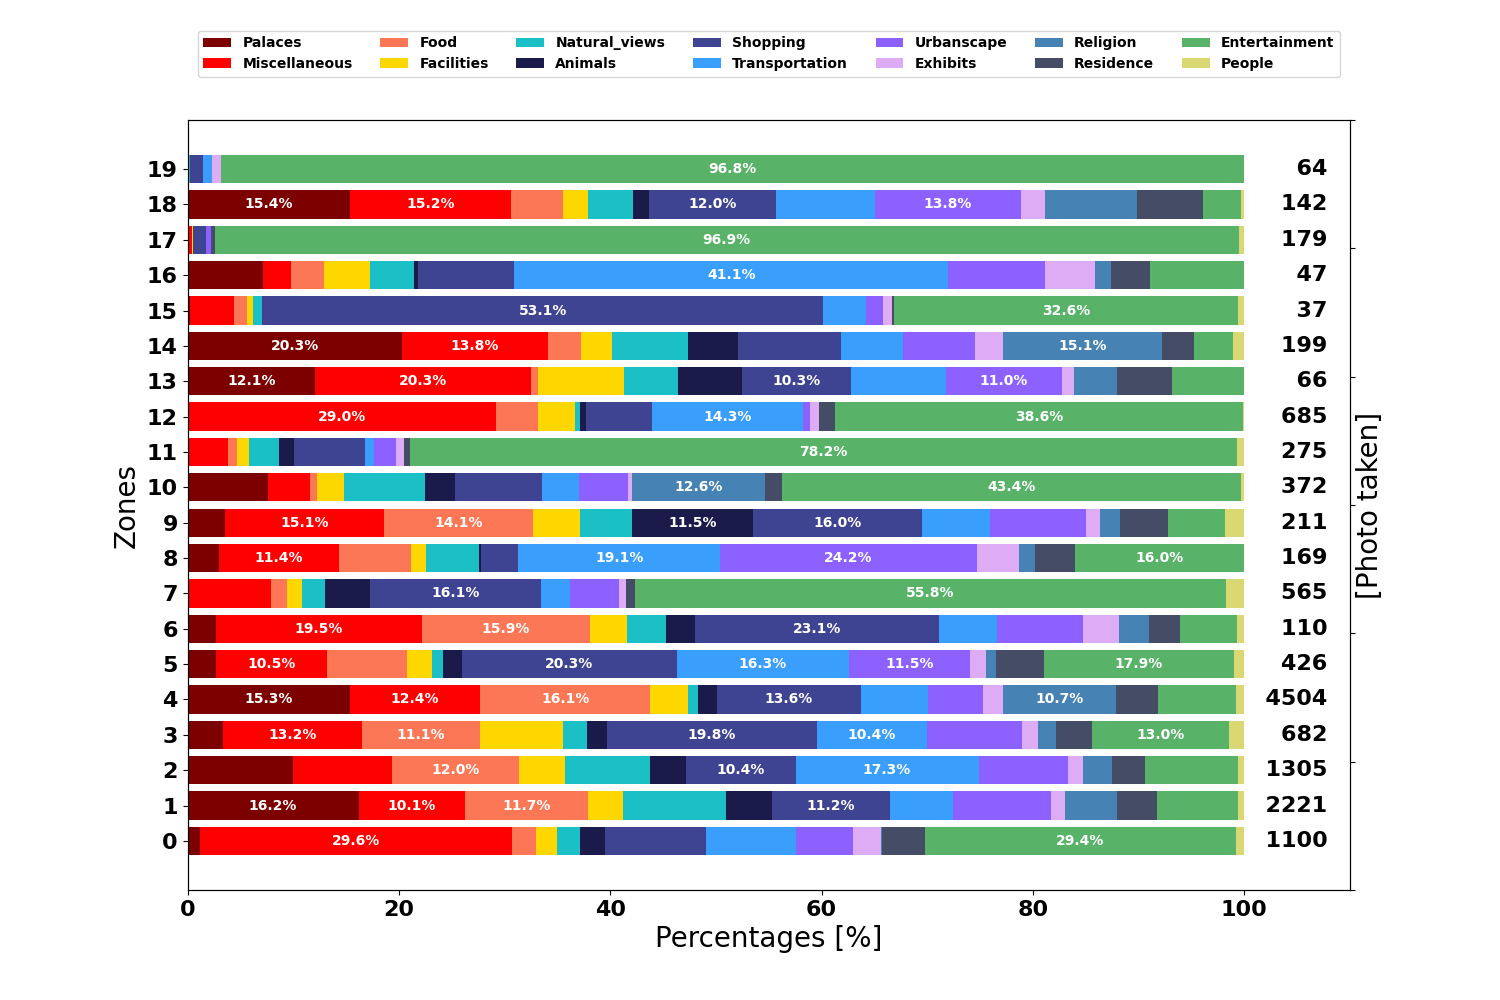 Palaces Food Natural_views Shopping Urbanscape Religion Entertainment
Miscellaneous Facilities Animals Transportation Exhibits Residence People
19 96.8% 64
18 15.4% 15.2% 12.0% 13.8% 142
17 96.9% 179
16 41.1% 47
15 53.1% 32.6% 37
14 20.3% 13.8% 15.1% 199
13 12.1% 20.3% 10.3% 11.0% 66
12 29.0% 14.3% 38.6% 685
11 78.2% 275
10 12.6% 43.4% 372
9 15.1% 14.1% 11.5% 16.0% 211
8 11.4% 19.1% 24.2% 16.0% 169
7 16.1% 55.8% 565
6 19.5% 15.9% 23.1% 110
5 10.5% 20.3% 16.3% 11.5% 17.9% 426
4 15.3% 12.4% 16.1% 13.6% 10.7% 4504
3 13.2% 11.1% 19.8% 10.4% 13.0% 682
2 12.0% 10.4% 17.3% 1305
1 16.2% 10.1% 11.7% 11.2% 2221
0 29.6% 29.4% 1100
Zones
[Photo taken]
0 20 40 60 80 100
Percentages [%]